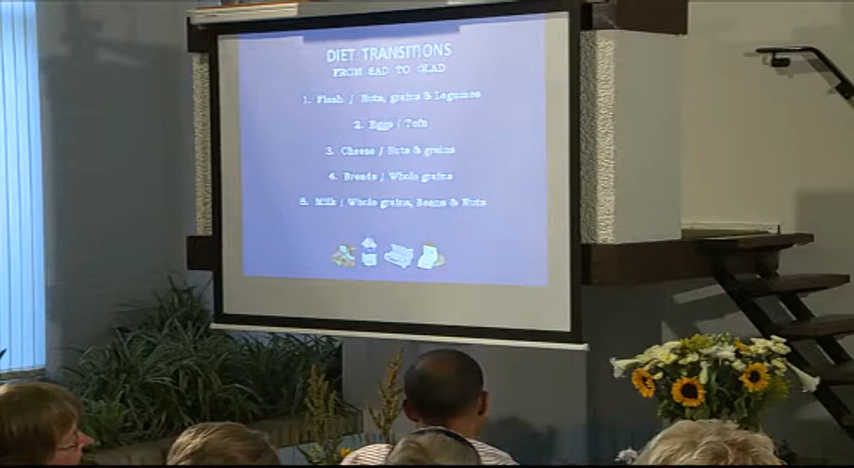 DIET TRANSITIONS
FROM EAD TO GLAD
1. Flesh / Nuts, grains & Legumes
2. Eggs / Tofu
3. Cheese / Nuts & grains
4. Breads / Whole grains
5. Milk / Whole grains, Beans & Nuts